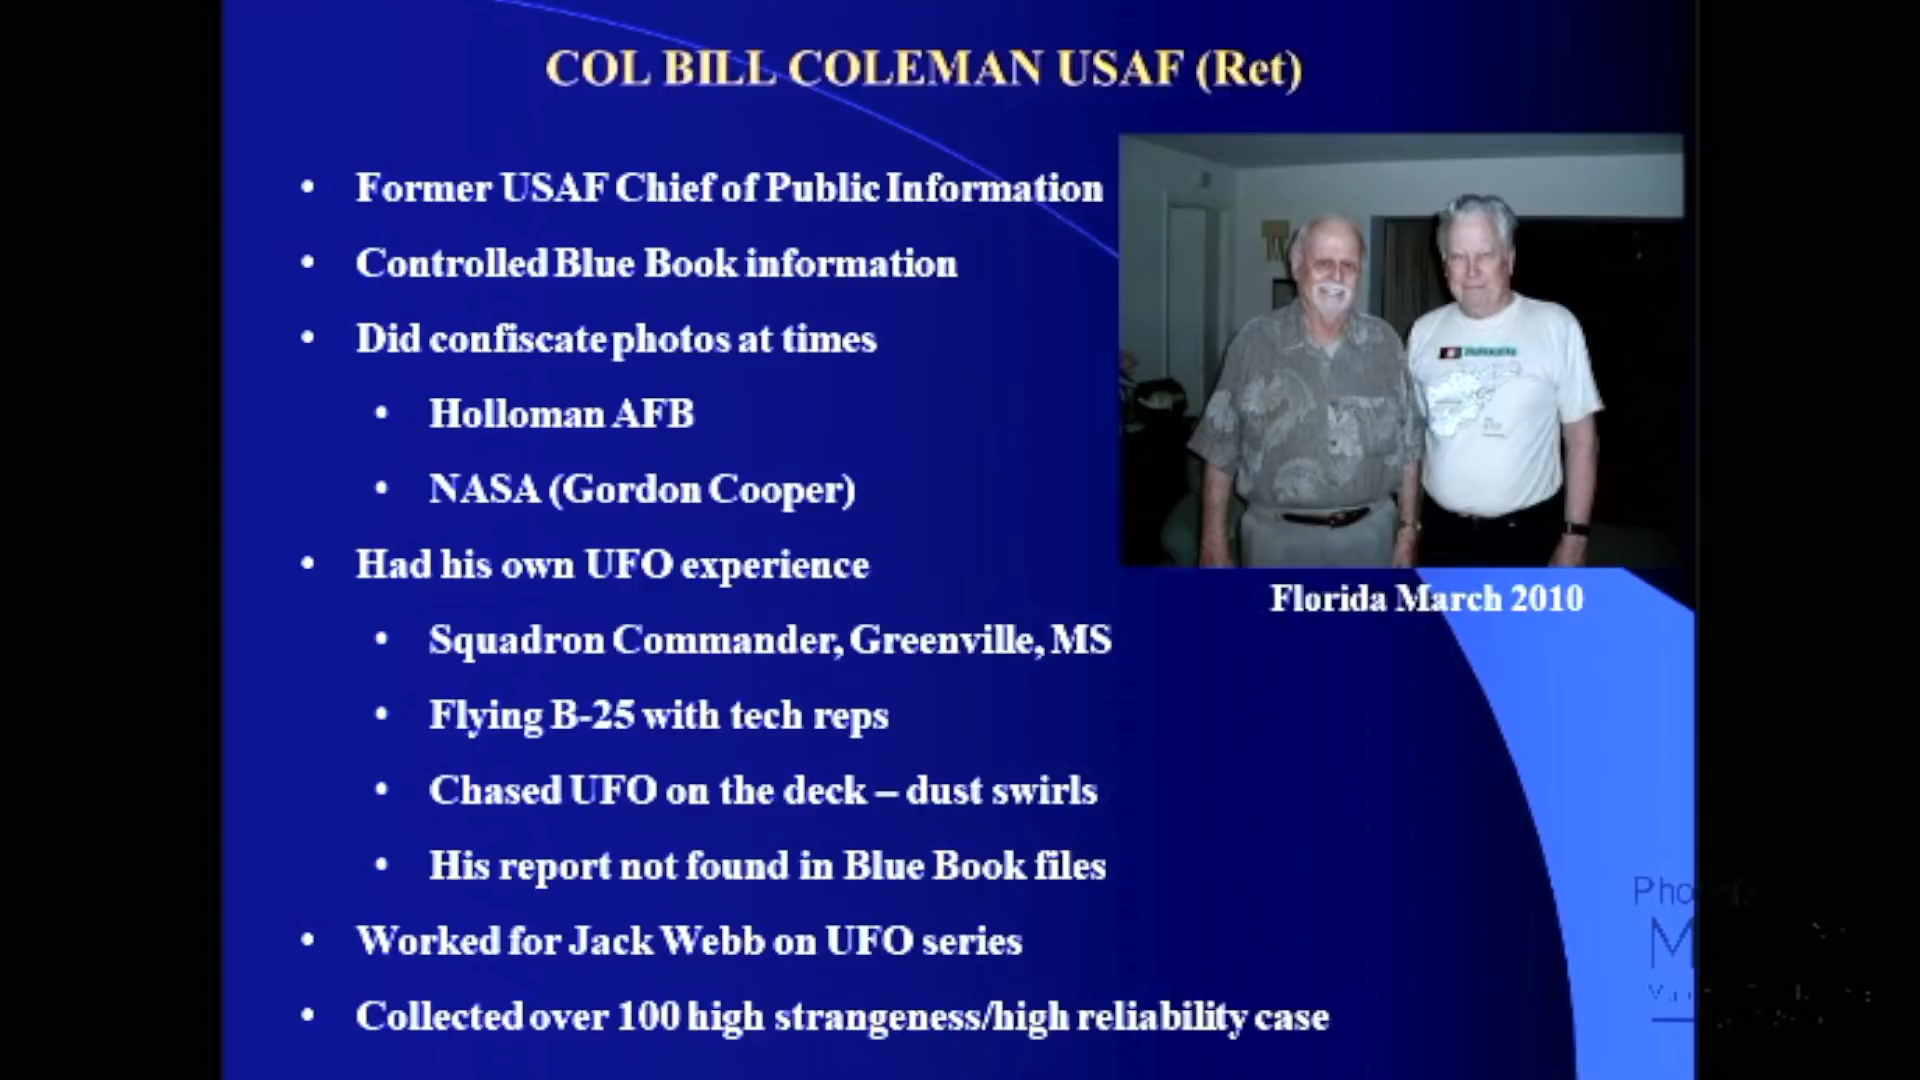 COL BILL COLEMAN USAF (Ret)
• Former USAF Chief of Public Information
• Controlled Blue Book information
• Did confiscate photos at times
• Holloman AFB
• NASA (Gordon Cooper)
• Had his own UFO experience
• Squadron Commander, Greenville, MS
• Flying B-25 with tech reps
• Chased UFO on the deck – dust swirls
• His report not found in Blue Book files
• Worked for Jack Webb on UFO series
• Collected over 100 high strangeness/high reliability case
Florida March 2010